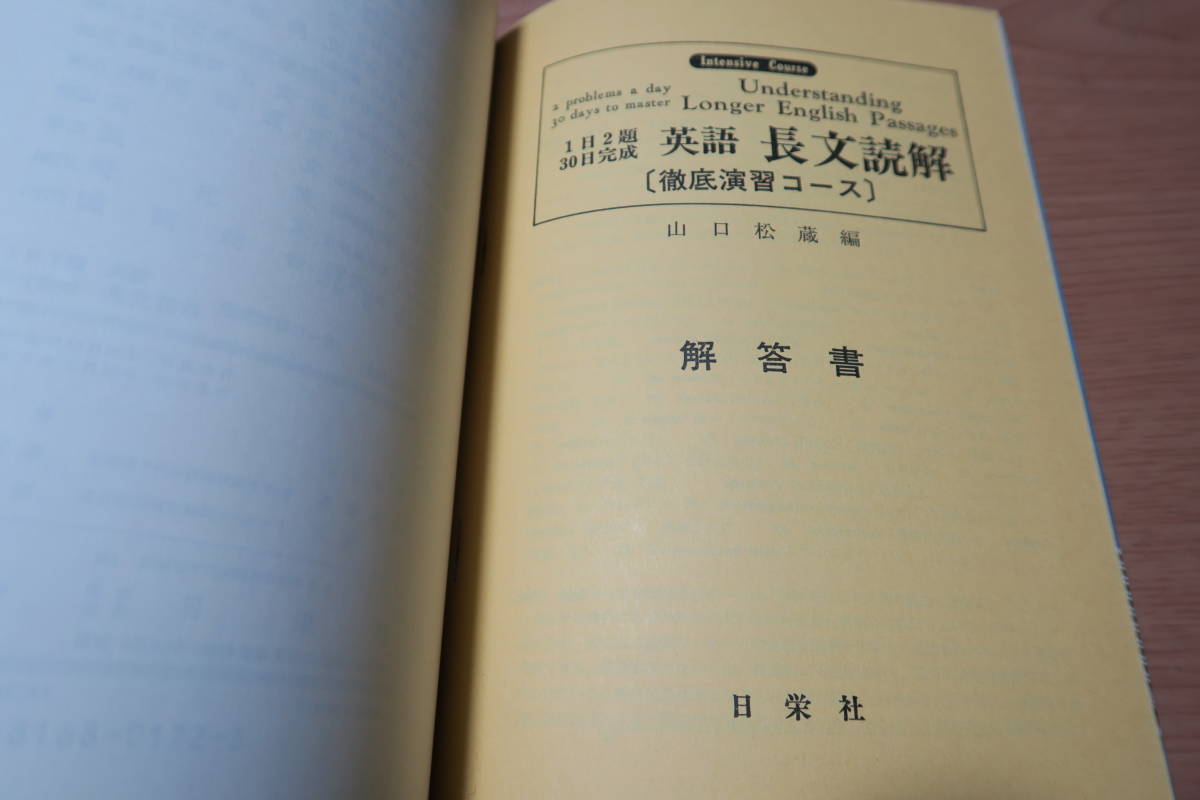 Intensive Course
2 problems a day
30 days to master
Understanding
Longer English Passages
1日2題
30日完成
英語 長文読解
〔徹底演習コース〕
山口松蔵編
解答書
日栄社